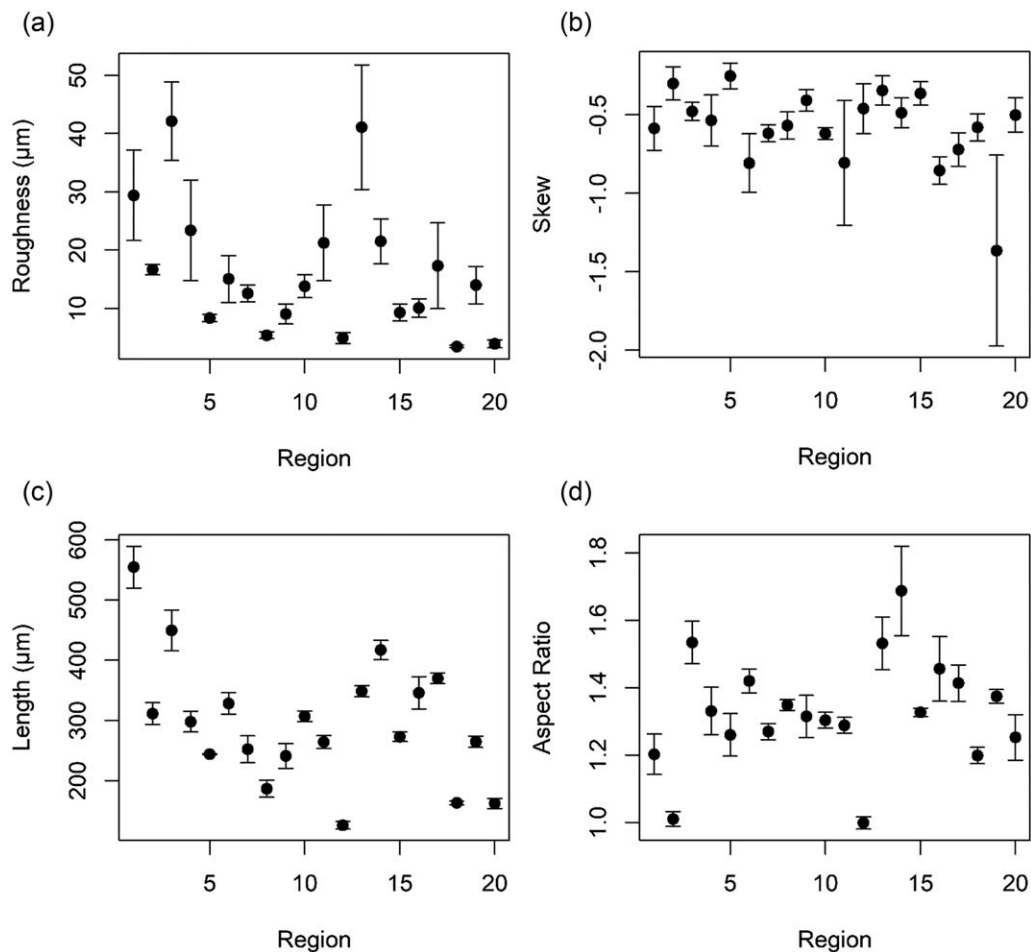 (a)
50
40
30
20
10
Roughness (μm)
5 10 15 20
Region
(b)
-0.5
-1.0
-1.5
-2.0
Skew
5 10 15 20
Region
(c)
600
500
400
300
200
Length (μm)
5 10 15 20
Region
(d)
1.8
1.6
1.4
1.2
1.0
Aspect Ratio
5 10 15 20
Region